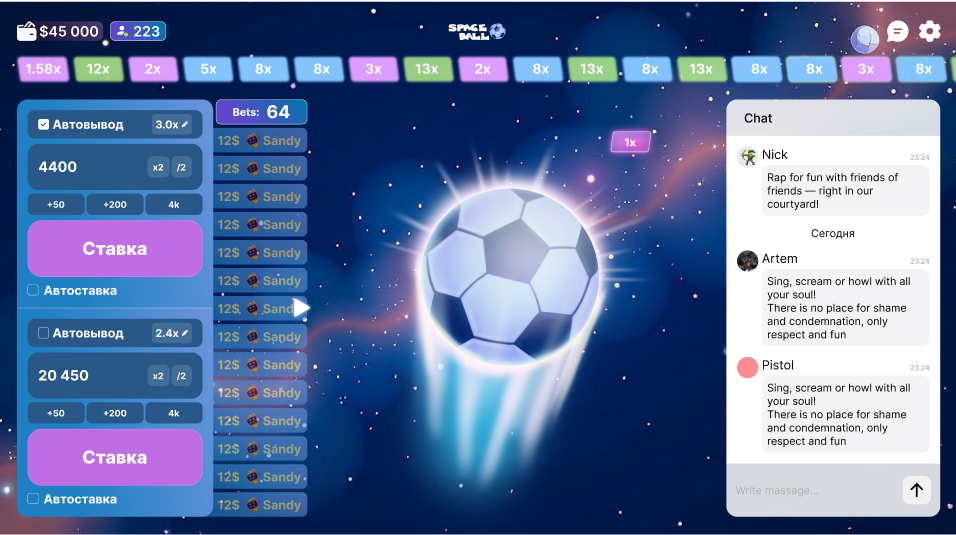 $45 000
223
SPACE
BALL
1.58x 12x 2x 5x 8x 8x 3x 13x 2x 8x 13x 8x 13x 8x 8x 3x 8x
Автовывод 3.0x
4400 x2 /2
+50 +200 4k
Ставка
Автоставка
Автовывод 2.4x
20 450 x2 /2
+50 +200 4k
Ставка
Автоставка
Bets: 64
12$ Sandy
12$ Sandy
12$ Sandy
12$ Sandy
12$ Sandy
12$ Sandy
12$ Sandy
12$ Sandy
12$ Sandy
12$ Sandy
12$ Sandy
12$ Sandy
12$ Sandy
12$ Sandy
1x
Chat
Nick
23:24
Rap for fun with friends of
friends — right in our
courtyard!
Сегодня
Artem
23:24
Sing, scream or howl with all
your soul!
There is no place for shame
and condemnation, only
respect and fun
Pistol
23:24
Sing, scream or howl with all
your soul!
There is no place for shame
and condemnation, only
respect and fun
Write massage...